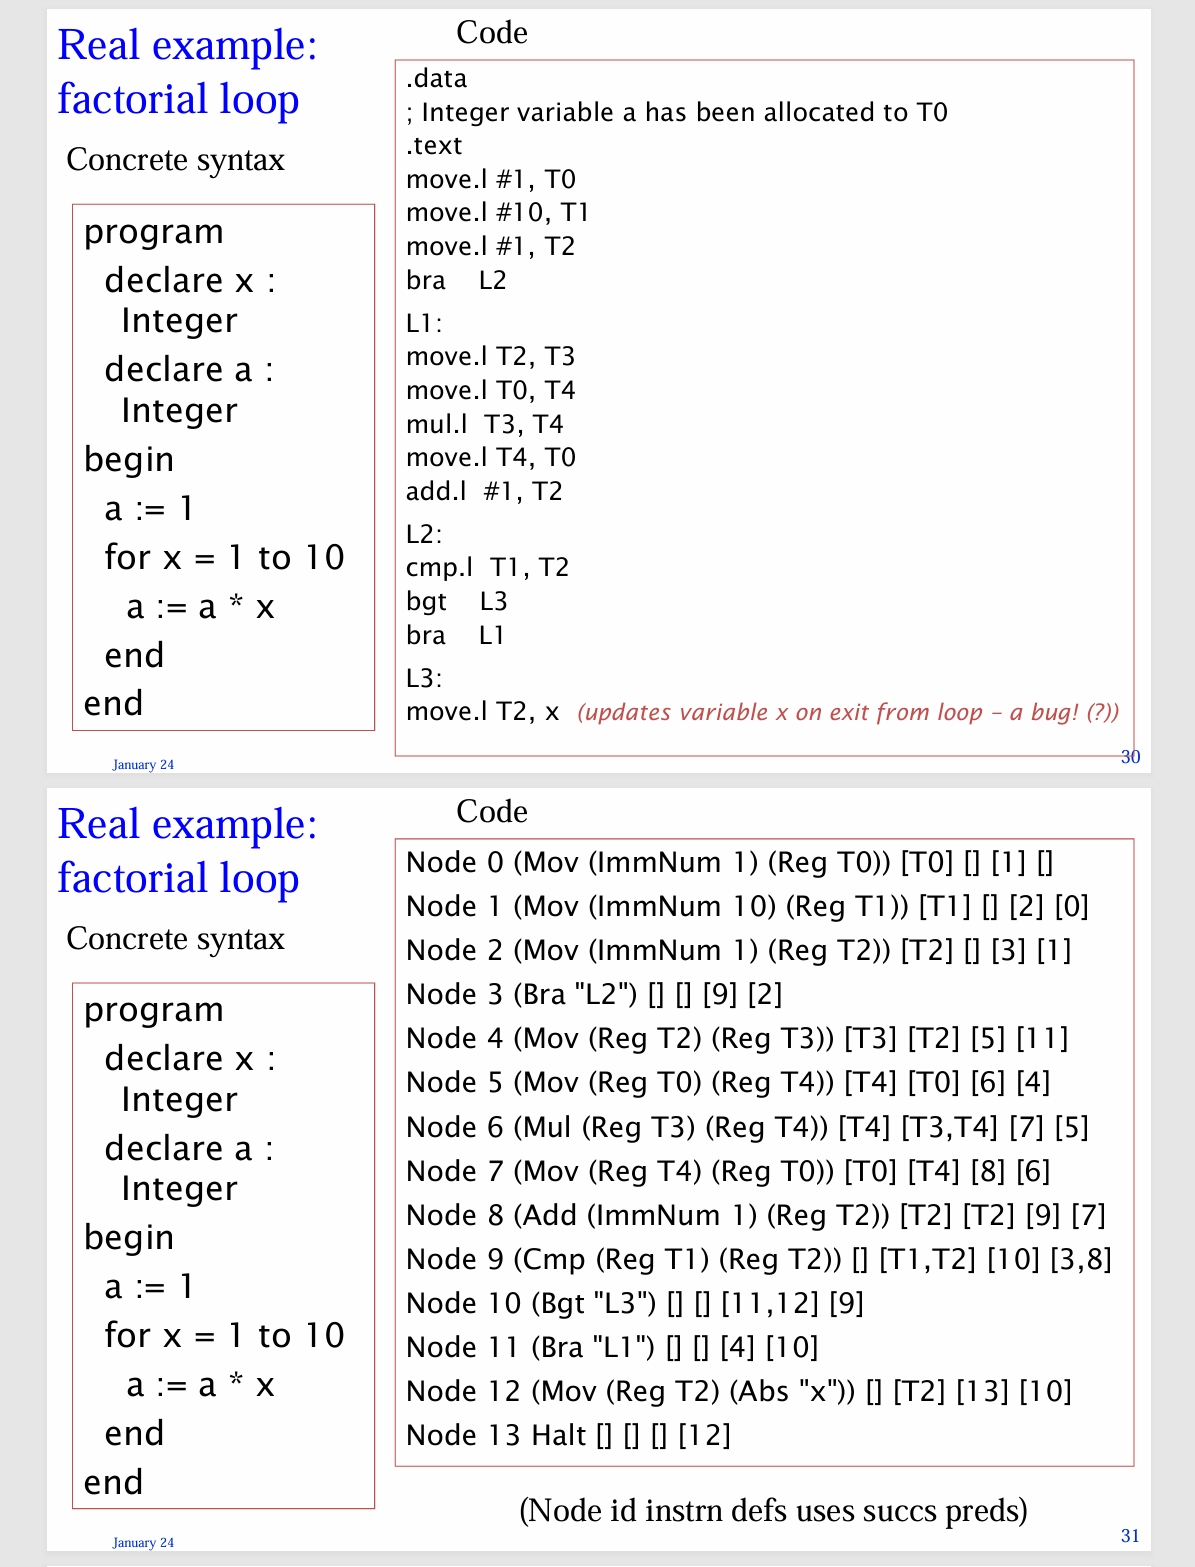 Real example:
factorial loop
Concrete syntax
program
declare x :
Integer
declare a :
Integer
begin
a := 1
for x = 1 to 10
a := a * x
end
end
January 24
Code
.data
; Integer variable a has been allocated to T0
.text
move.l #1, T0
move.l #10, T1
move.l #1, T2
bra L2
L1:
move.l T2, T3
move.l T0, T4
mul.l T3, T4
move.l T4, T0
add.l #1, T2
L2:
cmp.l T1, T2
bgt L3
bra L1
L3:
move.l T2, x (updates variable x on exit from loop – a bug! (?))
30
Real example:
factorial loop
Concrete syntax
program
declare x :
Integer
declare a :
Integer
begin
a := 1
for x = 1 to 10
a := a * x
end
end
January 24
Code
Node 0 (Mov (ImmNum 1) (Reg T0)) [T0] [] [1] []
Node 1 (Mov (ImmNum 10) (Reg T1)) [T1] [] [2] [0]
Node 2 (Mov (ImmNum 1) (Reg T2)) [T2] [] [3] [1]
Node 3 (Bra "L2") [] [] [9] [2]
Node 4 (Mov (Reg T2) (Reg T3)) [T3] [T2] [5] [11]
Node 5 (Mov (Reg T0) (Reg T4)) [T4] [T0] [6] [4]
Node 6 (Mul (Reg T3) (Reg T4)) [T4] [T3,T4] [7] [5]
Node 7 (Mov (Reg T4) (Reg T0)) [T0] [T4] [8] [6]
Node 8 (Add (ImmNum 1) (Reg T2)) [T2] [T2] [9] [7]
Node 9 (Cmp (Reg T1) (Reg T2)) [] [T1,T2] [10] [3,8]
Node 10 (Bgt "L3") [] [] [11,12] [9]
Node 11 (Bra "L1") [] [] [4] [10]
Node 12 (Mov (Reg T2) (Abs "x")) [] [T2] [13] [10]
Node 13 Halt [] [] [] [12]
(Node id instrn defs uses succs preds)
31